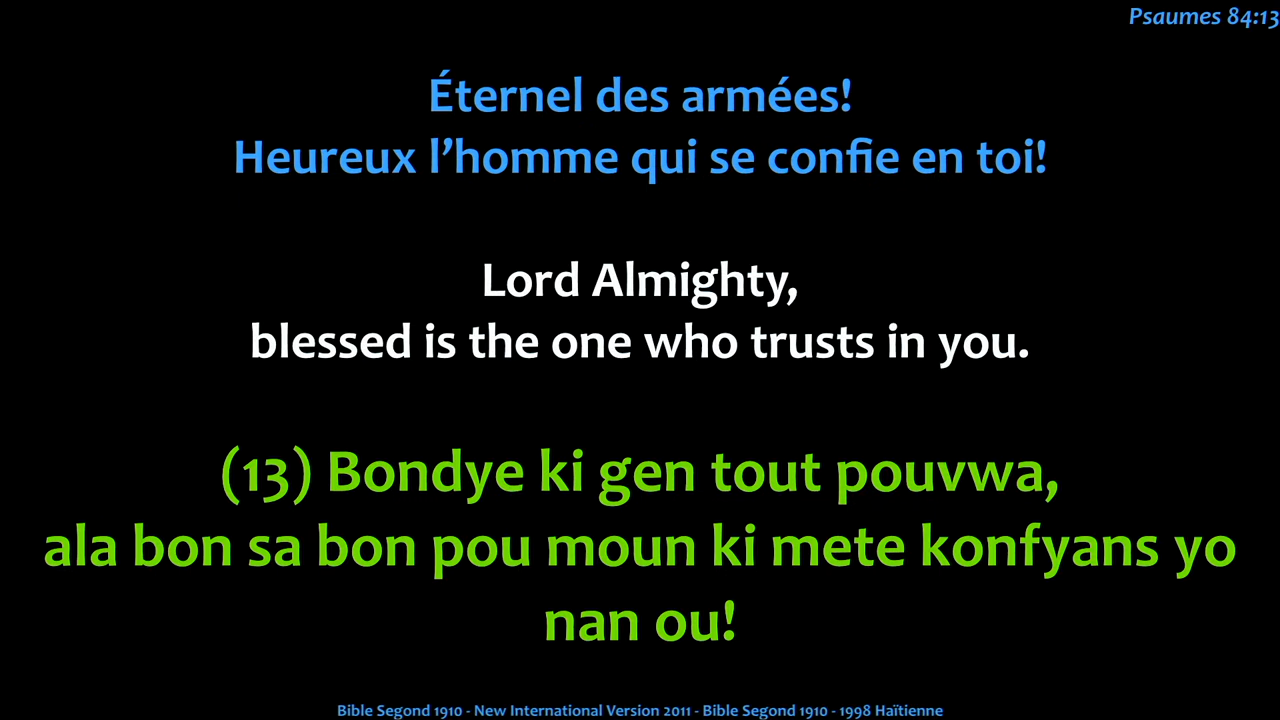 Psaumes 84:13
Éternel des armées!
Heureux l’homme qui se confie en toi!
Lord Almighty,
blessed is the one who trusts in you.
(13) Bondye ki gen tout pouvwa,
ala bon sa bon pou moun ki mete konfyans yo
nan ou!
Bible Segond 1910 - New International Version 2011 - Bible Segond 1910 - 1998 Haïtienne